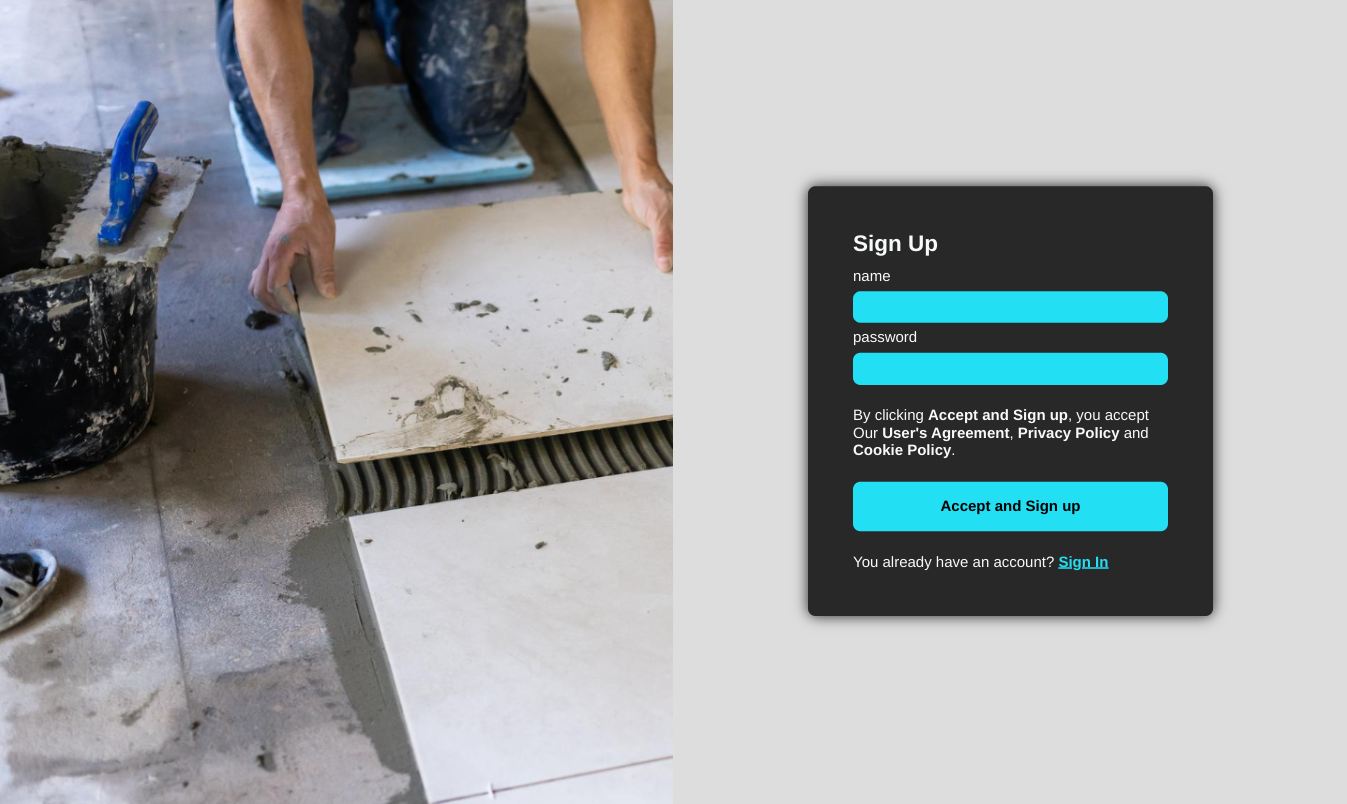 Sign Up
name
password
By clicking Accept and Sign up, you accept
Our User's Agreement, Privacy Policy and
Cookie Policy.
Accept and Sign up
You already have an account? Sign In